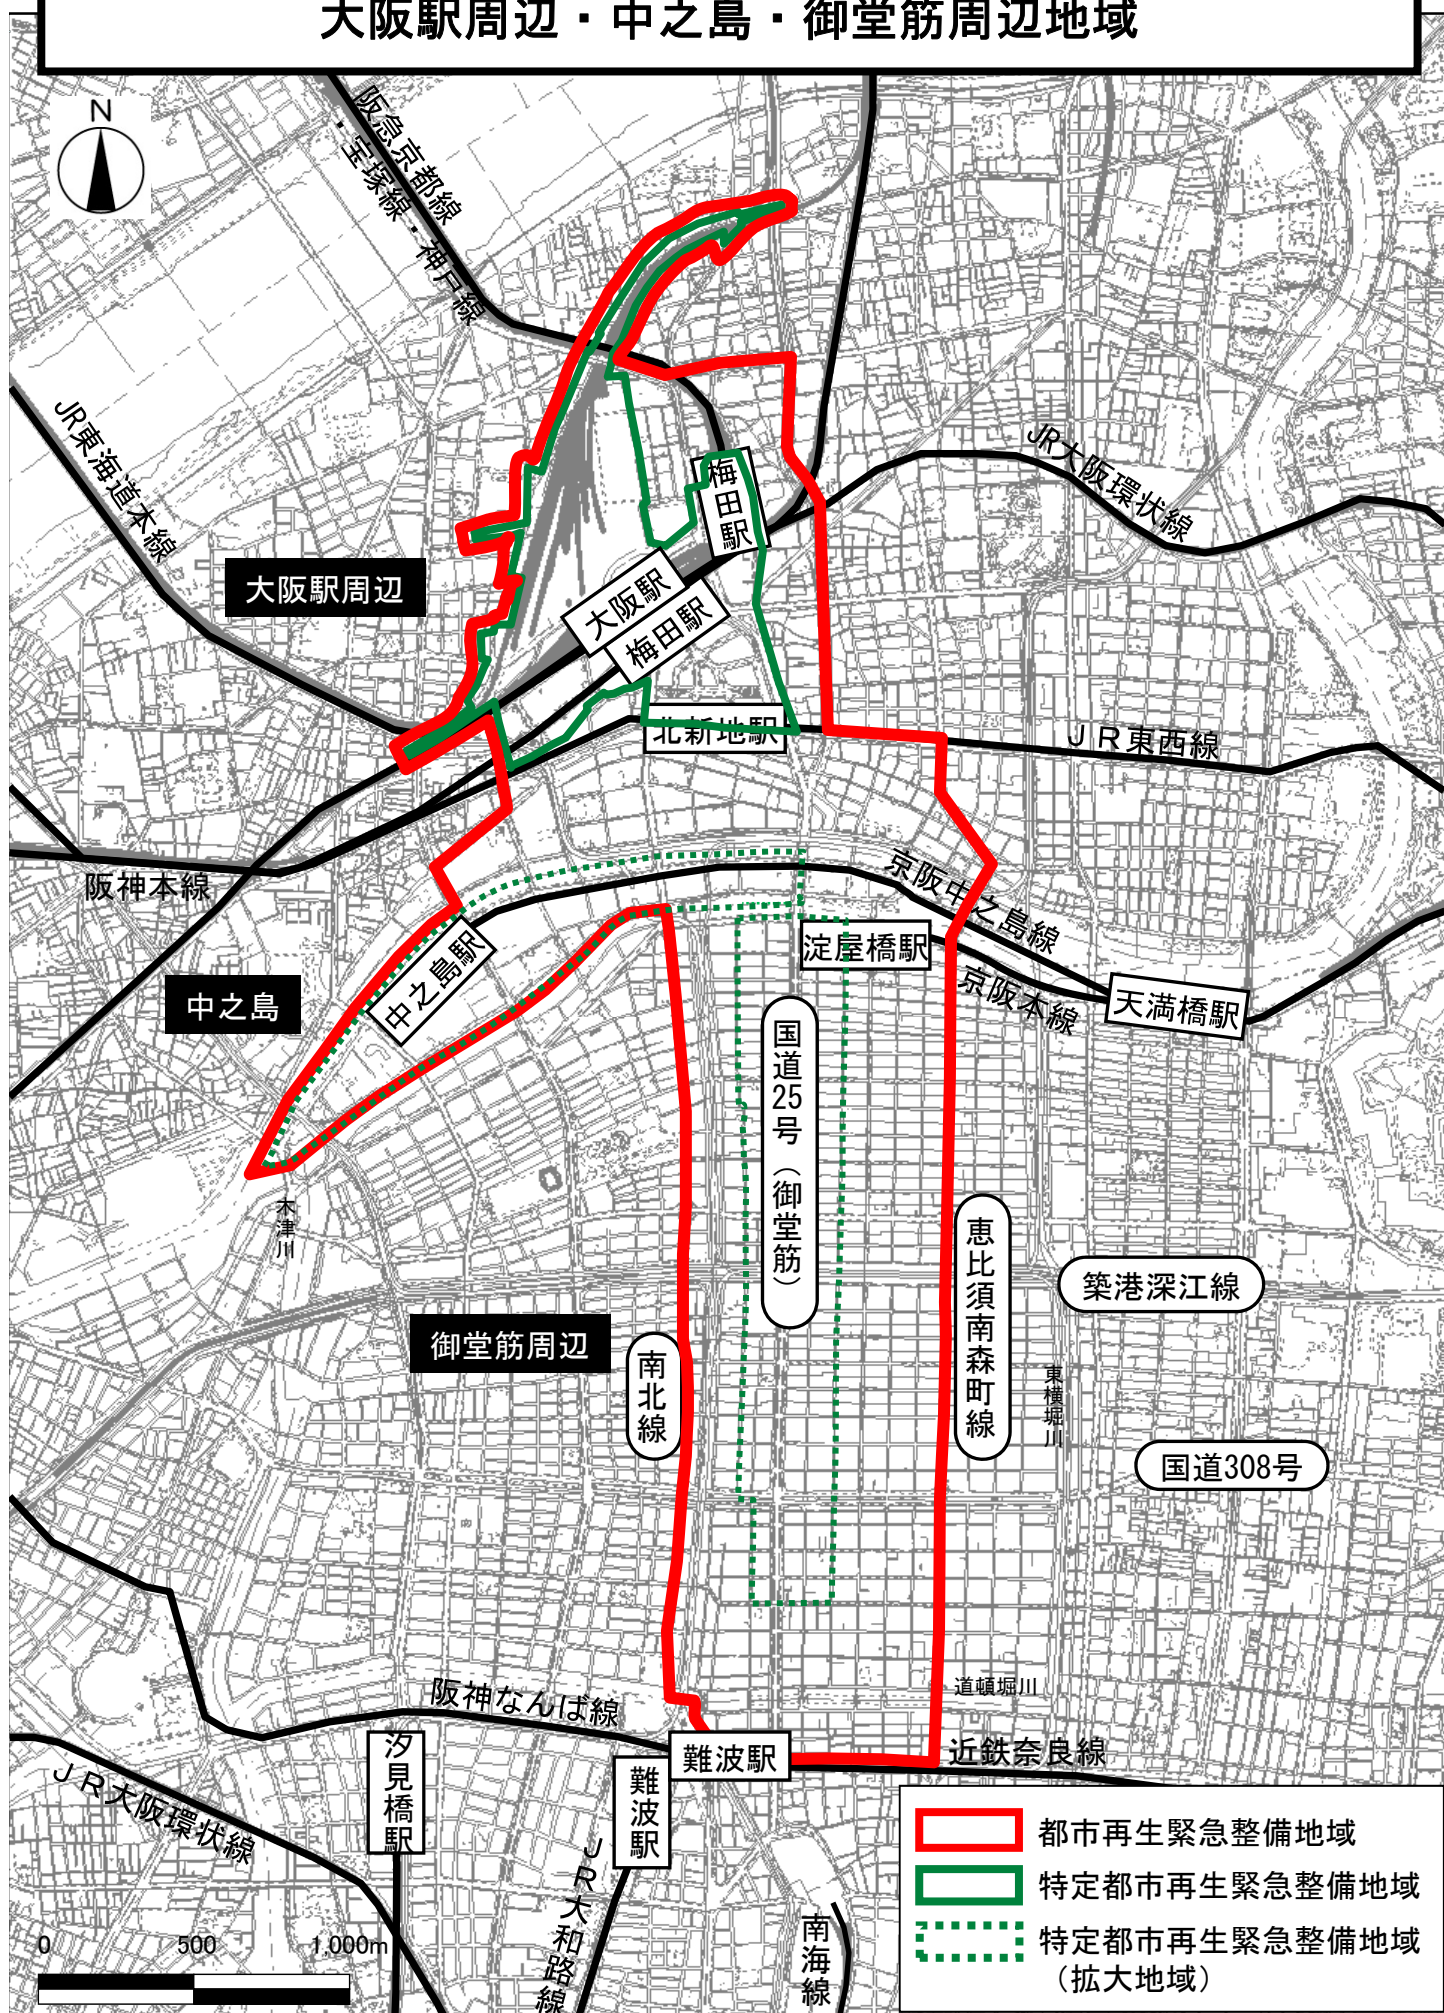 大阪駅周辺・中之島・御堂筋周辺地域
N
阪急京都線
・宝塚線・神戸線
JR東海道本線
JR大阪環状線
梅田駅
大阪駅周辺
大阪駅
梅田駅
北新地駅
ＪＲ東西線
阪神本線
京阪中之島線
中之島駅
淀屋橋駅
京阪本線
天満橋駅
中之島
国道25号（御堂筋）
木津川
恵比須南森町線
築港深江線
御堂筋周辺
南北線
東横堀川
国道308号
道頓堀川
阪神なんば線
難波駅
近鉄奈良線
汐見橋駅
難波駅
ＪＲ大阪環状線
ＪＲ大和路線
南海線
0 500 1,000m
都市再生緊急整備地域
特定都市再生緊急整備地域
特定都市再生緊急整備地域
（拡大地域）